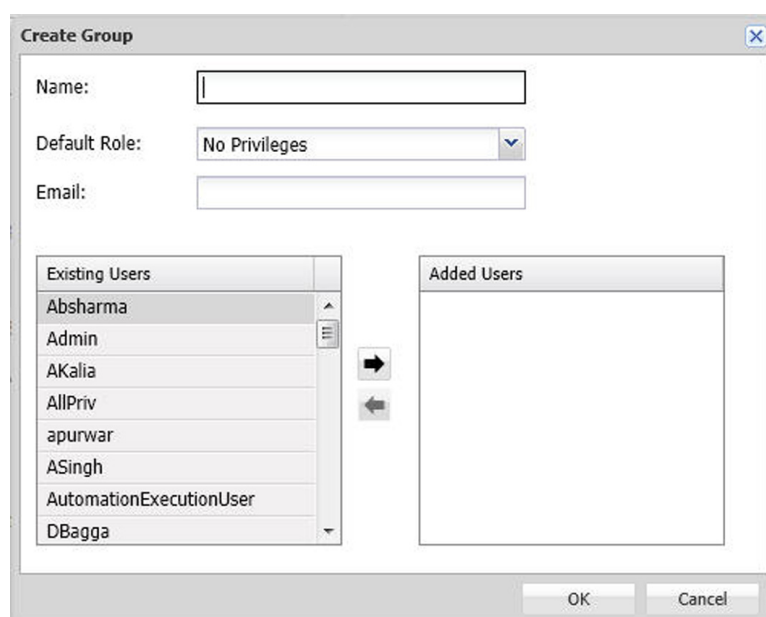 Create Group
Name:
Default Role: No Privileges
Email:
Existing Users
Absharma
Admin
AKalia
AllPriv
apurwar
ASingh
AutomationExecutionUser
DBagga
Added Users
OK Cancel